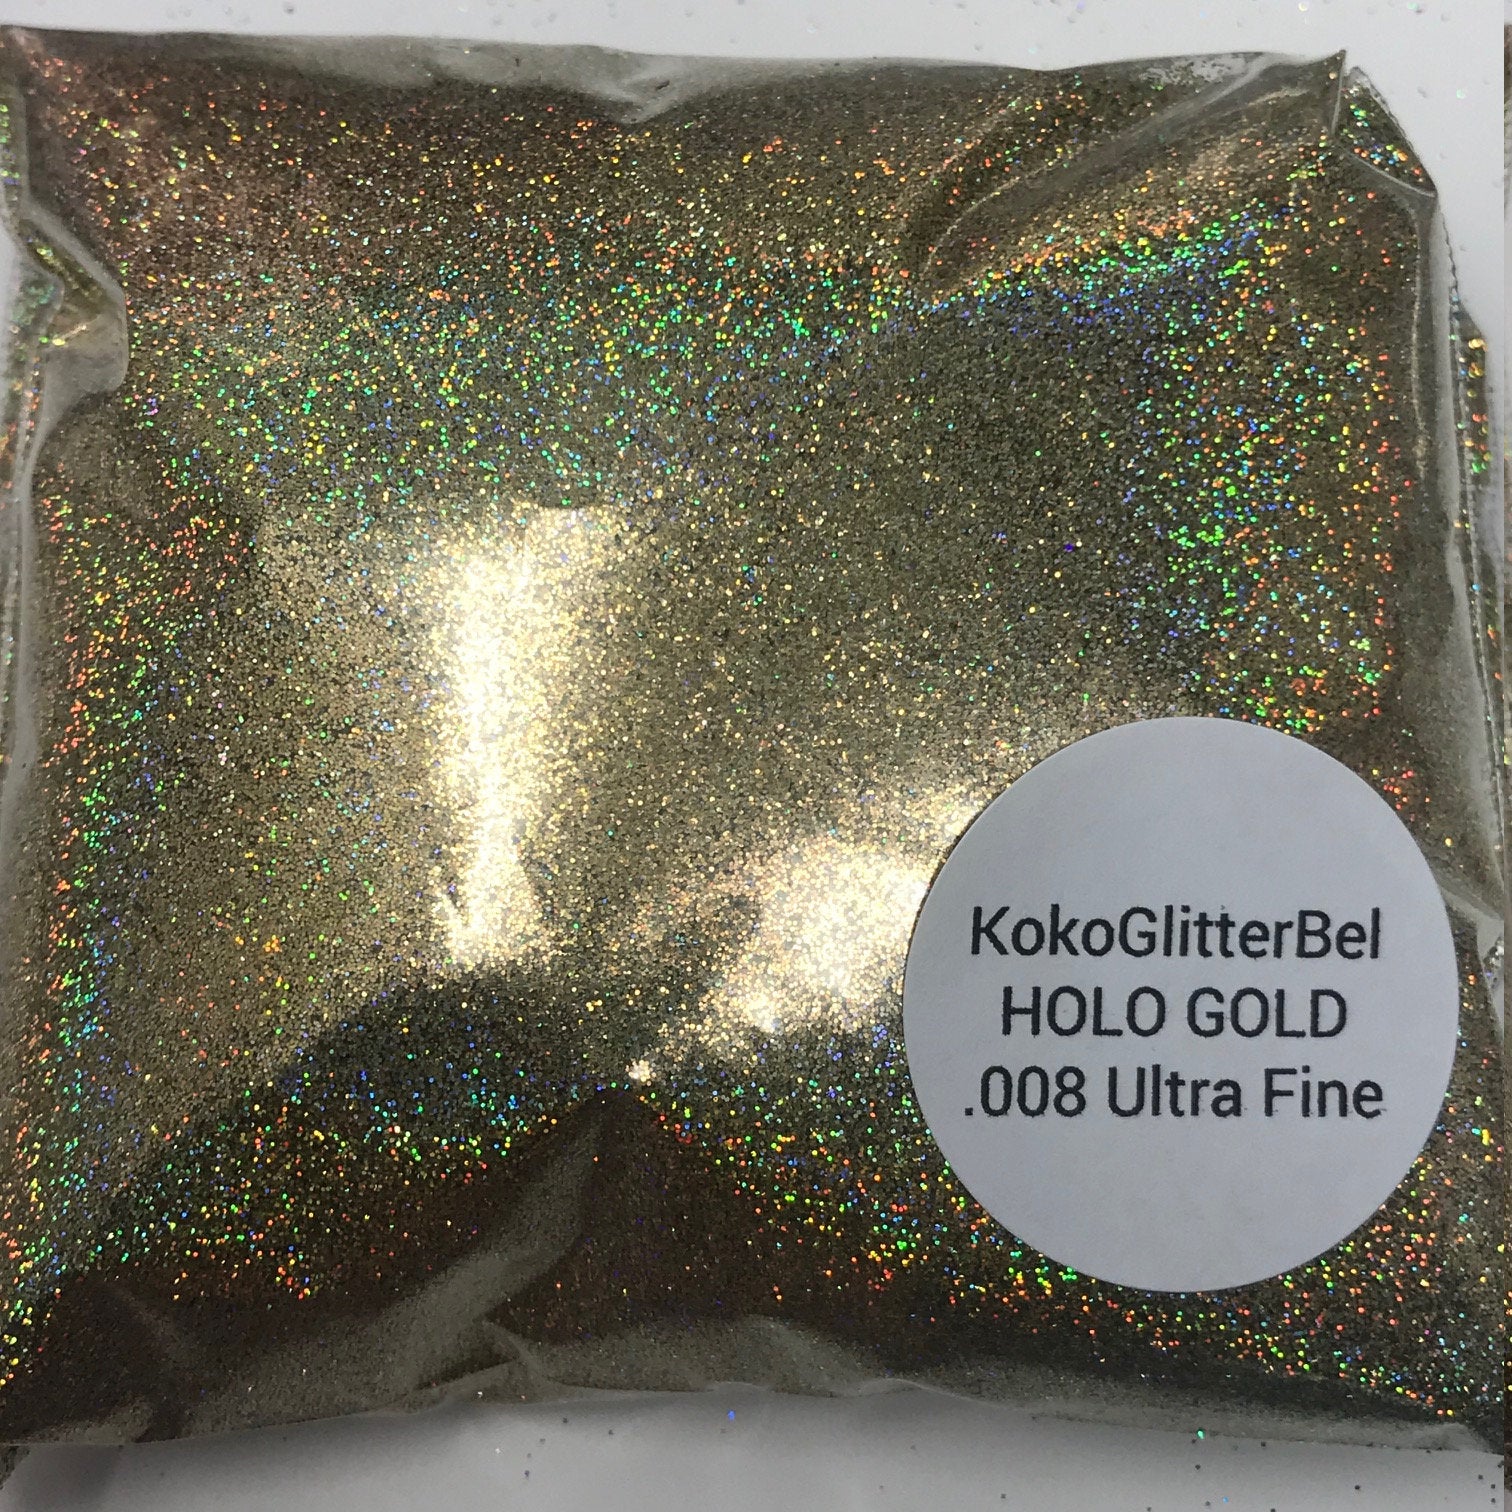 KokoGlitterBel
HOLO GOLD
.008 Ultra Fine